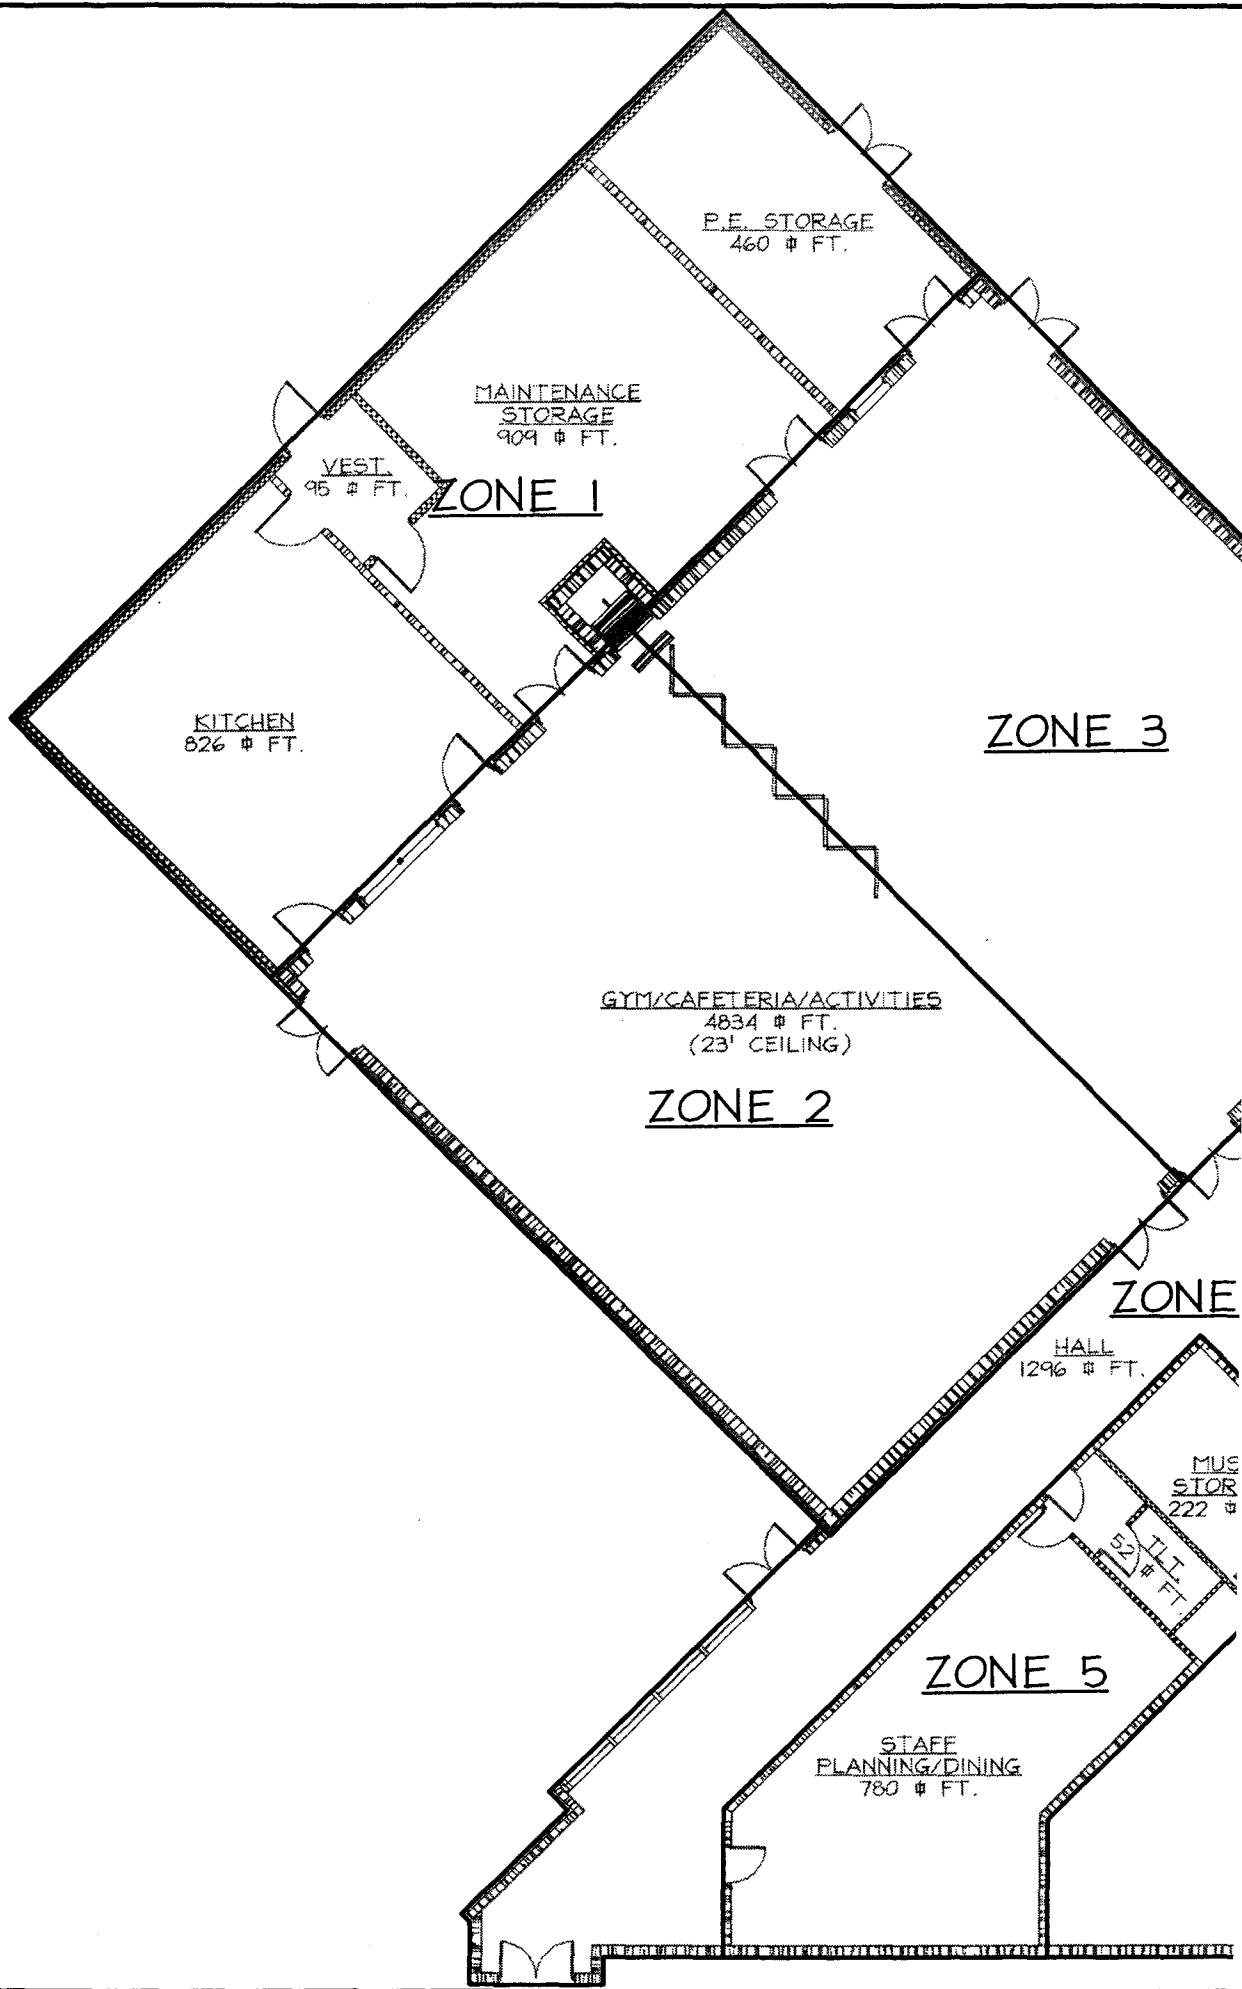 P.E. STORAGE
460 ⌽ FT.
MAINTENANCE
STORAGE
909 ⌽ FT.
VEST.
95 ⌽ FT.
ZONE 1
KITCHEN
826 ⌽ FT.
ZONE 3
GYM/CAFETERIA/ACTIVITIES
4834 ⌽ FT.
(23' CEILING)
ZONE 2
ZONE
HALL
1296 ⌽ FT.
MUS
STOR
222 ⌽
TLT.
52 ⌽ FT
ZONE 5
STAFF
PLANNING/DINING
780 ⌽ FT.